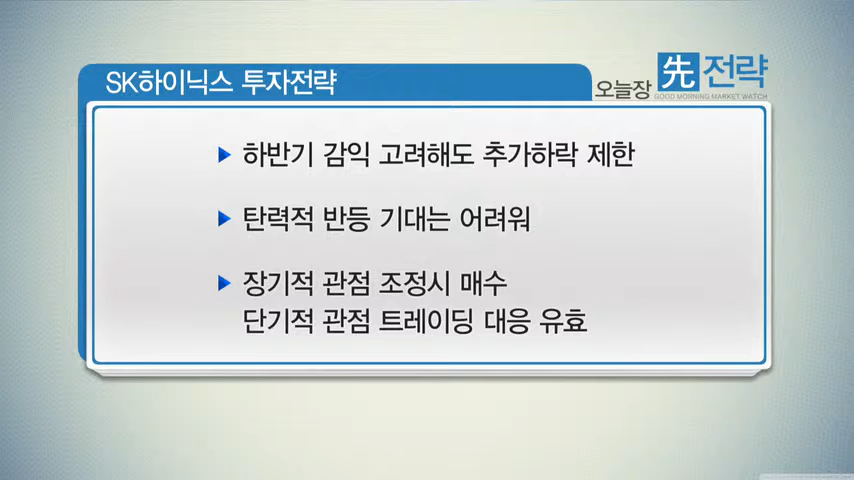 SK하이닉스 투자전략
오늘장 先전략
GOOD MORNING MARKET WATCH
▶ 하반기 감익 고려해도 추가하락 제한
▶ 탄력적 반등 기대는 어려워
▶ 장기적 관점 조정시 매수
단기적 관점 트레이딩 대응 유효